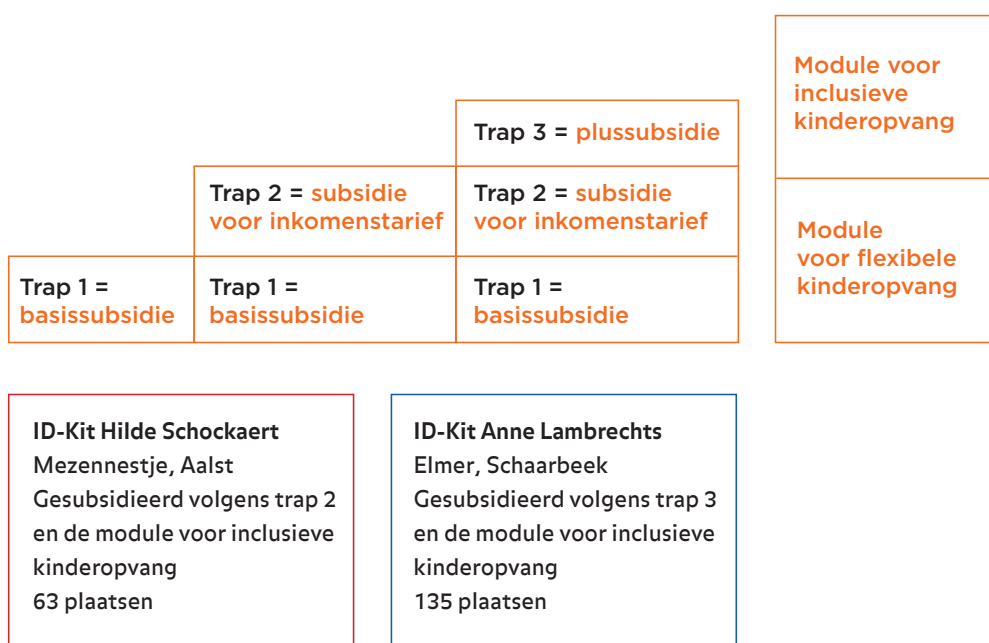 Trap 1 =
basissubsidie
Trap 2 = subsidie
voor inkomenstarief
Trap 1 =
basissubsidie
Trap 3 = plussubsidie
Trap 2 = subsidie
voor inkomenstarief
Trap 1 =
basissubsidie
Module voor
inclusieve
kinderopvang
Module
voor flexibele
kinderopvang
ID-Kit Hilde Schockaert
Mezennestje, Aalst
Gesubsidieerd volgens trap 2
en de module voor inclusieve
kinderopvang
63 plaatsen
ID-Kit Anne Lambrechts
Elmer, Schaarbeek
Gesubsidieerd volgens trap 3
en de module voor inclusieve
kinderopvang
135 plaatsen